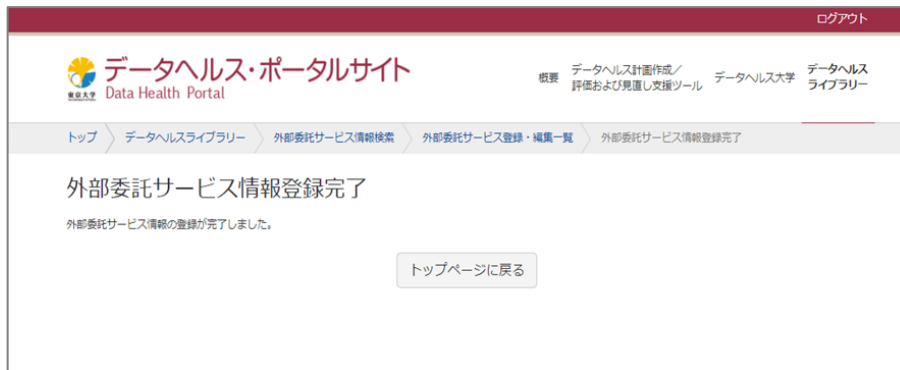 ログアウト
東京大学
データヘルス・ポータルサイト
Data Health Portal
概要
データヘルス計画作成／
評価および見直し支援ツール
データヘルス大学
データヘルス
ライブラリー
トップ
データヘルスライブラリー
外部委託サービス情報検索
外部委託サービス登録・編集一覧
外部委託サービス情報登録完了
外部委託サービス情報登録完了
外部委託サービス情報の登録が完了しました。
トップページに戻る